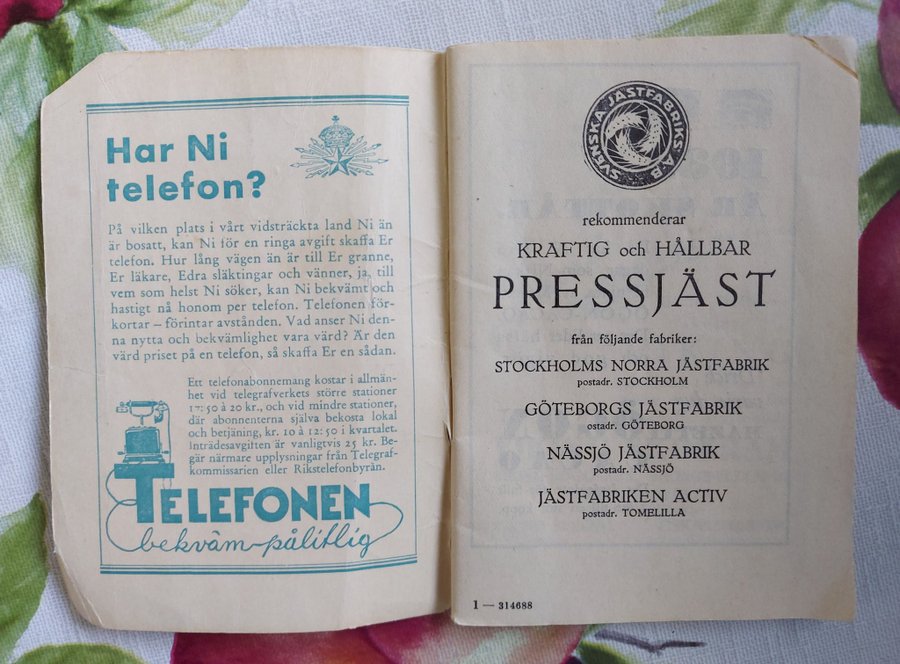 Har Ni
telefon?
På vilken plats i vårt vidsträckta land Ni än
är bosatt, kan Ni för en ringa avgift skaffa Er
telefon. Hur lång vägen än är till Er granne,
Er läkare, Edra släktingar och vänner, ja, till
vem som helst Ni söker, kan Ni bekvämt och
hastigt nå honom per telefon. Telefonen för-
kortar – förintar avstånden. Vad anser Ni den-
na nytta och bekvämlighet vara värd? Är den
värd priset på en telefon, så skaffa Er en sådan.
Ett telefonabonnemang kostar i allmän-
het vid telegrafverkets större stationer
17:50 à 20 kr., och vid mindre stationer,
där abonnenterna själva bekosta lokal
och betjäning, kr. 10 à 12:50 i kvartalet.
Inträdesavgiften är vanligtvis 25 kr. Be-
gär närmare upplysningar från Telegraf-
kommissarien eller Rikstelefonbyrån.
TELEFONEN
bekväm-pålitlig
SVENSKA JÄSTFABRIKS A-B
rekommenderar
KRAFTIG och HÅLLBAR
PRESSJÄST
från följande fabriker:
STOCKHOLMS NORRA JÄSTFABRIK
postadr. STOCKHOLM
GÖTEBORGS JÄSTFABRIK
ostadr. GÖTEBORG
NÄSSJÖ JÄSTFABRIK
postadr. NÄSSJÖ
JÄSTFABRIKEN ACTIV
postadr. TOMELILLA
1 — 314688